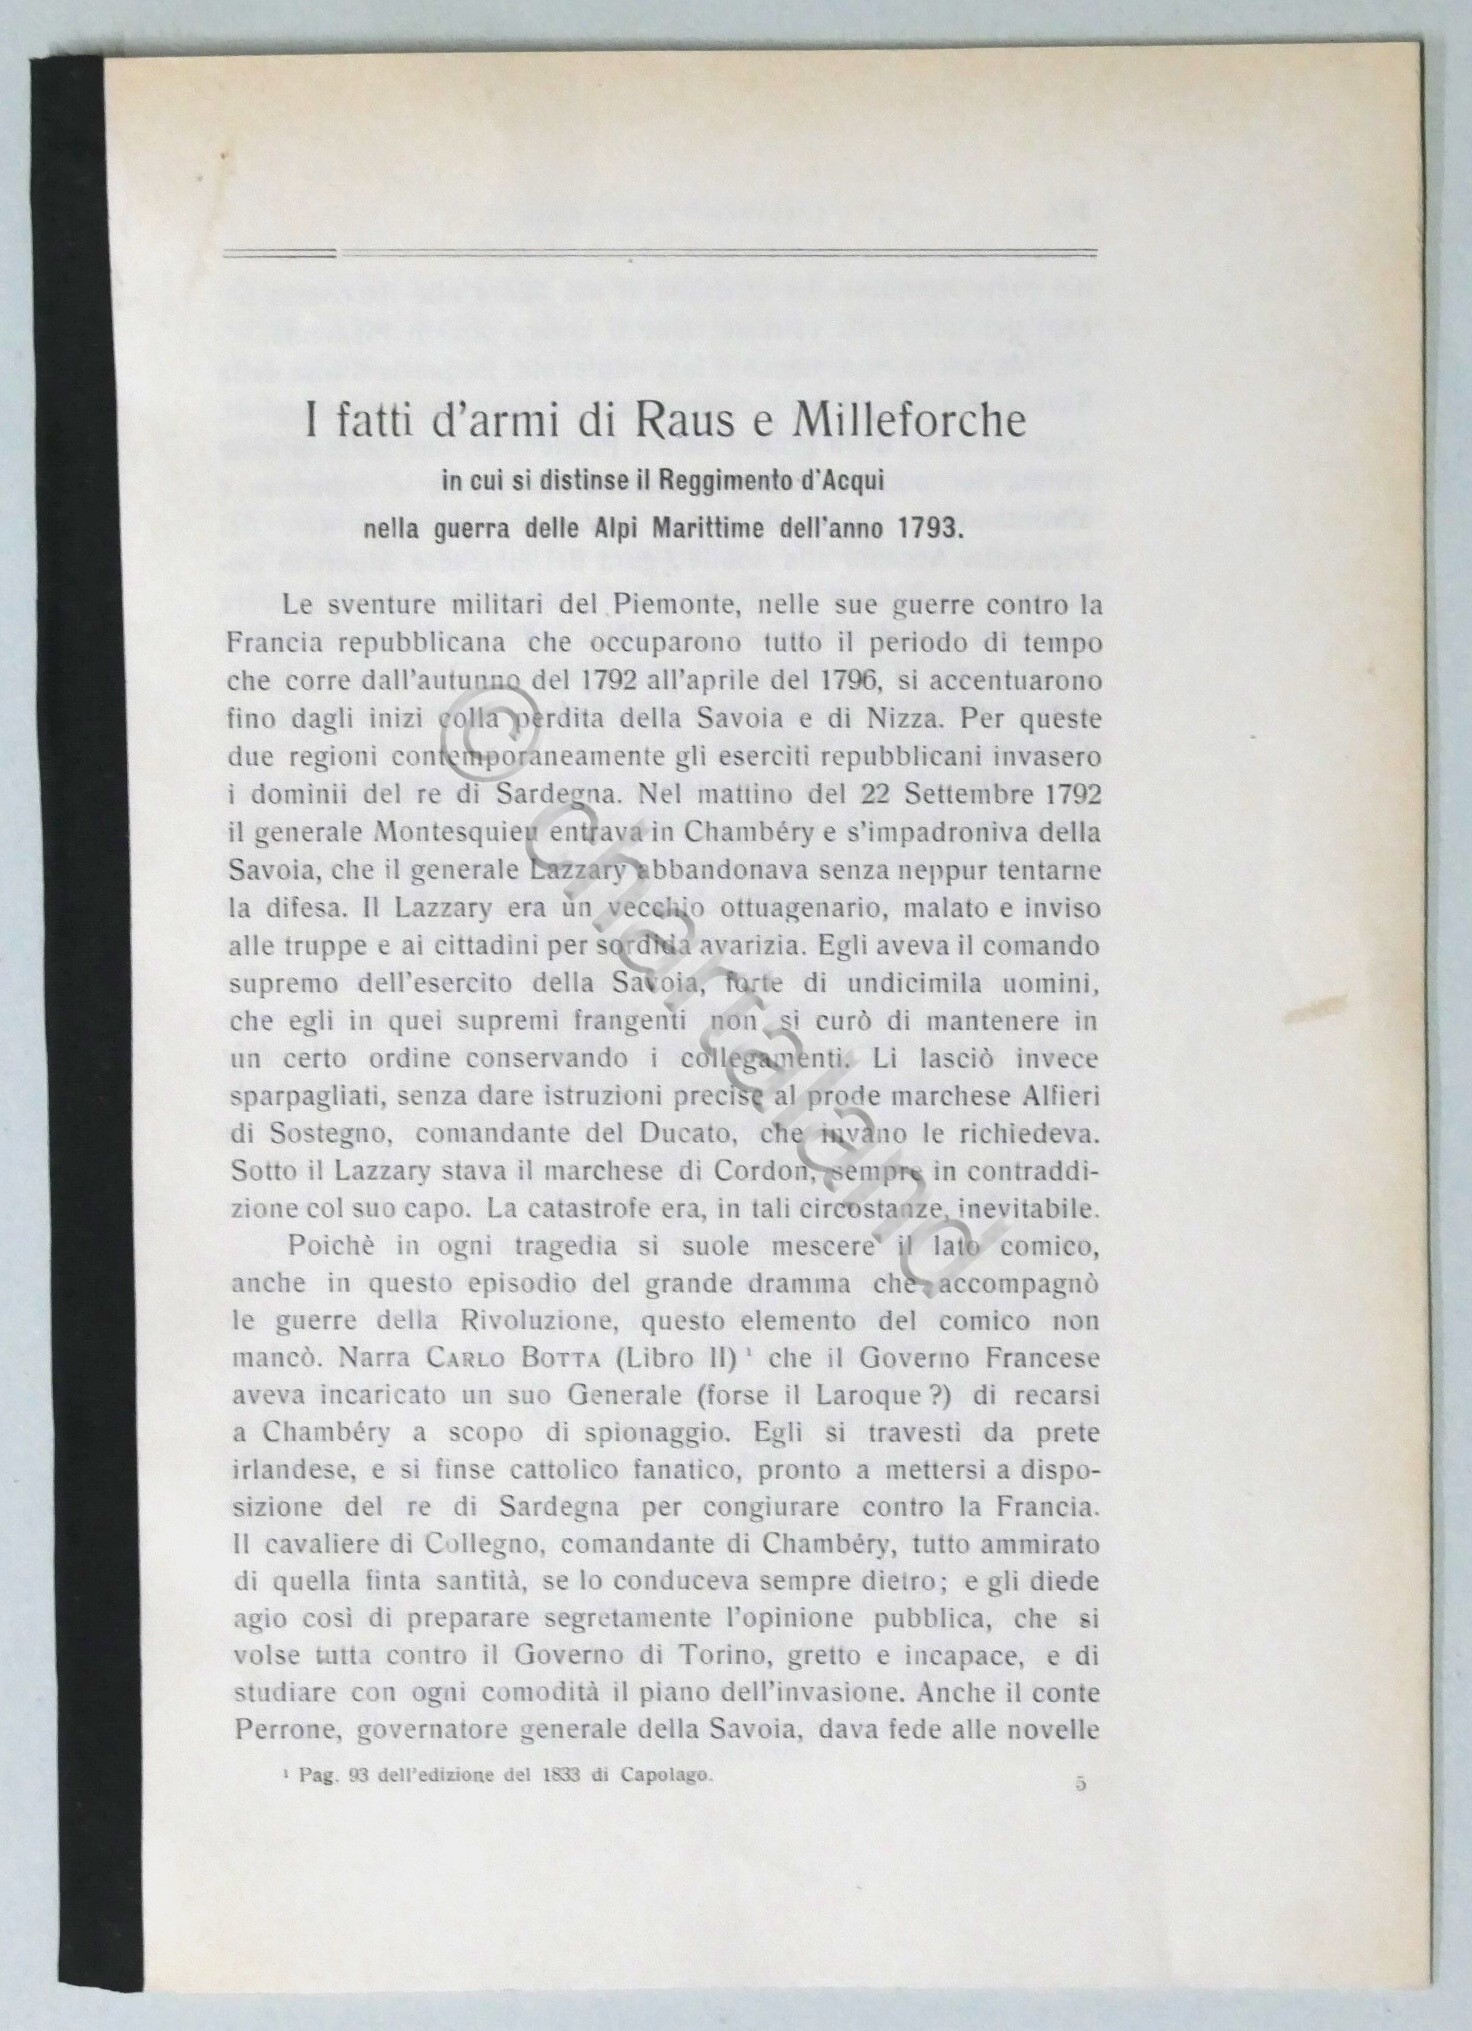 I fatti d'armi di Raus e Milleforche
in cui si distinse il Reggimento d'Acqui
nella guerra delle Alpi Marittime dell'anno 1793.
Le sventure militari del Piemonte, nelle sue guerre contro la
Francia repubblicana che occuparono tutto il periodo di tempo
che corre dall'autunno del 1792 all'aprile del 1796, si accentuarono
fino dagli inizi colla perdita della Savoia e di Nizza. Per queste
due regioni contemporaneamente gli eserciti repubblicani invasero
i dominii del re di Sardegna. Nel mattino del 22 Settembre 1792
il generale Montesquieu entrava in Chambéry e s'impadroniva della
Savoia, che il generale Lazzary abbandonava senza neppur tentarne
la difesa. Il Lazzary era un vecchio ottuagenario, malato e inviso
alle truppe e ai cittadini per sordida avarizia. Egli aveva il comando
supremo dell'esercito della Savoia, forte di undicimila uomini,
che egli in quei supremi frangenti non si curò di mantenere in
un certo ordine conservando i collegamenti. Li lasciò invece
sparpagliati, senza dare istruzioni precise al prode marchese Alfieri
di Sostegno, comandante del Ducato, che invano le richiedeva.
Sotto il Lazzary stava il marchese di Cordon, sempre in contraddi-
zione col suo capo. La catastrofe era, in tali circostanze, inevitabile.
Poichè in ogni tragedia si suole mescere il lato comico,
anche in questo episodio del grande dramma che accompagnò
le guerre della Rivoluzione, questo elemento del comico non
mancò. Narra CARLO BOTTA (Libro II) ¹ che il Governo Francese
aveva incaricato un suo Generale (forse il Laroque?) di recarsi
a Chambéry a scopo di spionaggio. Egli si travestì da prete
irlandese, e si finse cattolico fanatico, pronto a mettersi a dispo-
sizione del re di Sardegna per congiurare contro la Francia.
Il cavaliere di Collegno, comandante di Chambéry, tutto ammirato
di quella finta santità, se lo conduceva sempre dietro; e gli diede
agio così di preparare segretamente l'opinione pubblica, che si
volse tutta contro il Governo di Torino, gretto e incapace, e di
studiare con ogni comodità il piano dell'invasione. Anche il conte
Perrone, governatore generale della Savoia, dava fede alle novelle
¹ Pag. 93 dell'edizione del 1833 di Capolago.
5
© chartaland